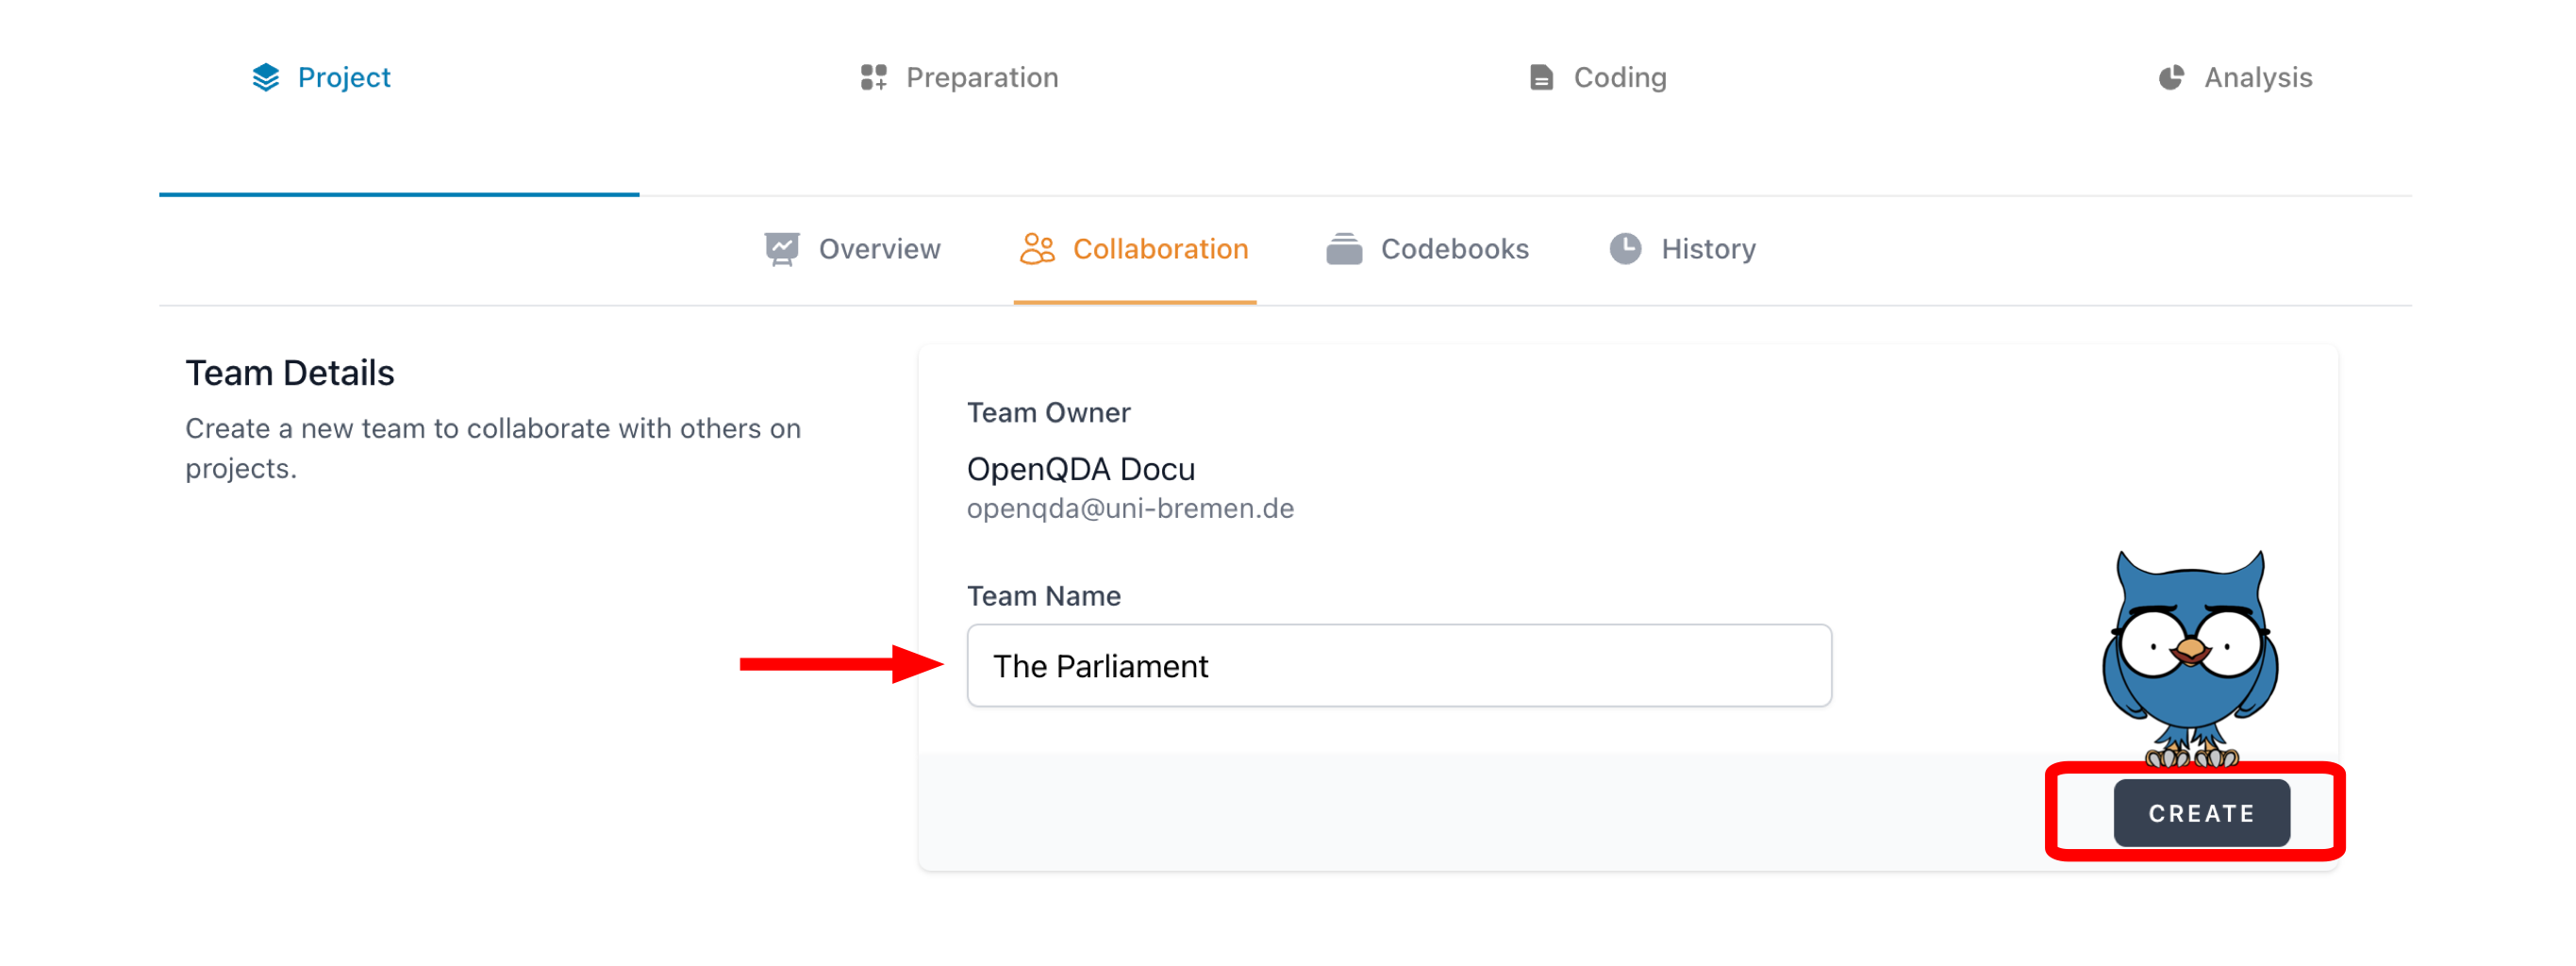 Project Preparation Coding Analysis
Overview Collaboration Codebooks History
Team Details
Create a new team to collaborate with others on
projects.
Team Owner
OpenQDA Docu
openqda@uni-bremen.de
Team Name
The Parliament
CREATE